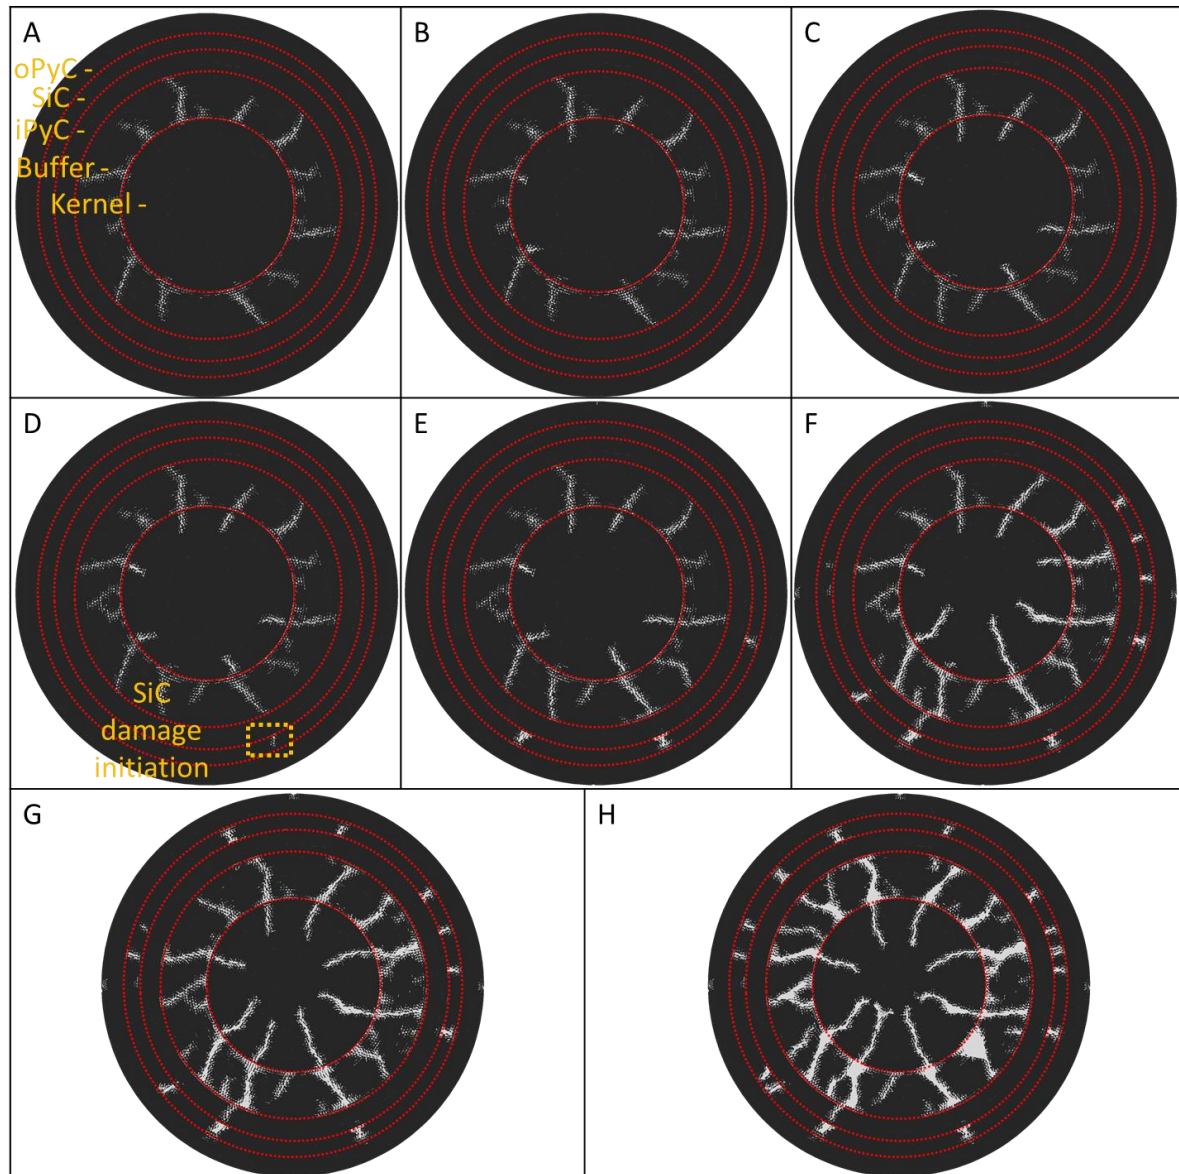 A
B
C
oPyC -
SiC -
iPyC -
Buffer -
Kernel -
D
E
F
SiC
damage
initiation
G
H